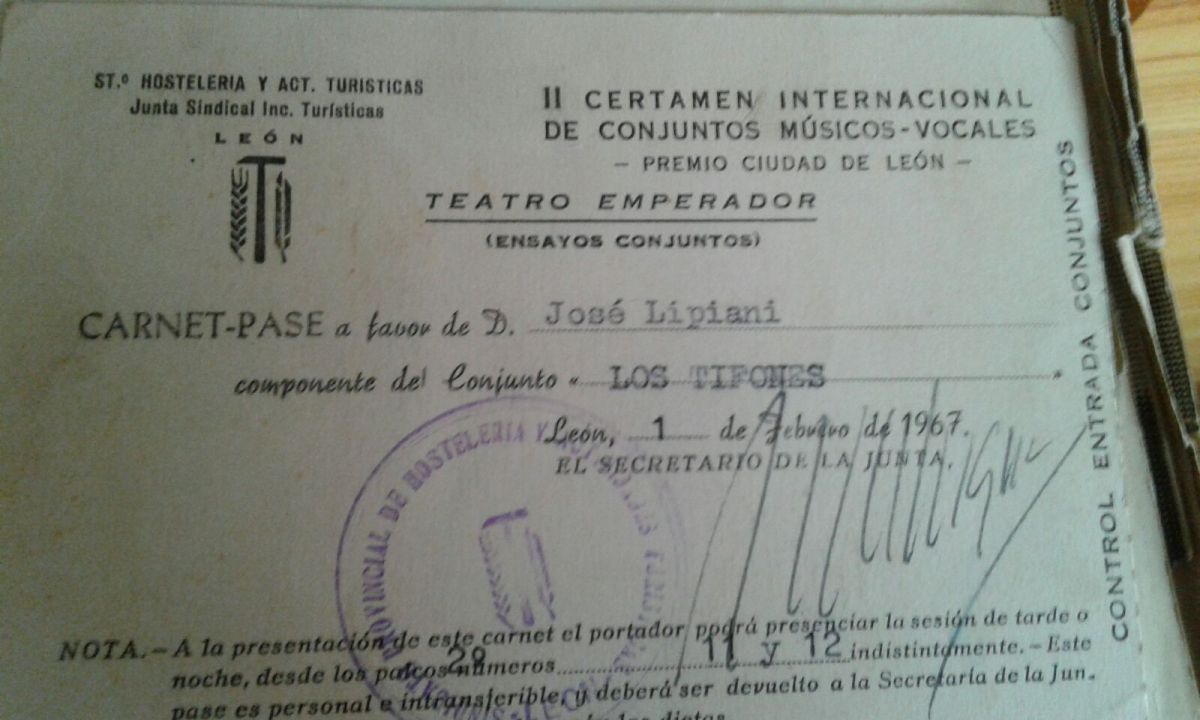 ST.º HOSTELERIA Y ACT. TURISTICAS
Junta Sindical Inc. Turísticas
LEÓN
II CERTAMEN INTERNACIONAL
DE CONJUNTOS MÚSICOS-VOCALES
— PREMIO CIUDAD DE LEÓN —
TEATRO EMPERADOR
(ENSAYOS CONJUNTOS)
CARNET-PASE a favor de D. José Lipiani
componente del Conjunto « LOS TIFONES »
León, 1 de Febrero de 1967.
EL SECRETARIO DE LA JUNTA,
PROVINCIAL DE HOSTELERIA Y
NOTA.—A la presentación de este carnet el portador podrá presenciar la sesión de tarde o
noche, desde los palcos números 28 11 y 12 indistintamente. — Este
pase es personal e intransferible, y deberá ser devuelto a la Secretaría de la Jun-
CONTROL ENTRADA CONJUNTOS